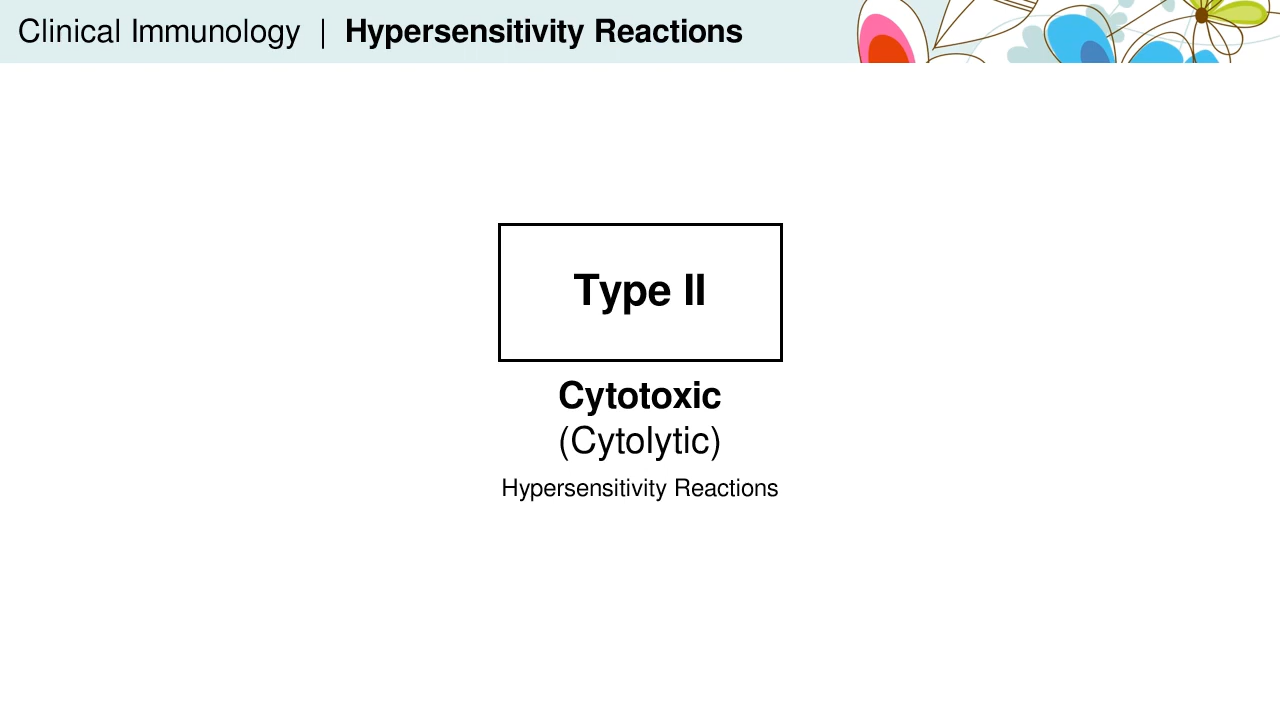 Clinical Immunology | Hypersensitivity Reactions
Type II
Cytotoxic
(Cytolytic)
Hypersensitivity Reactions